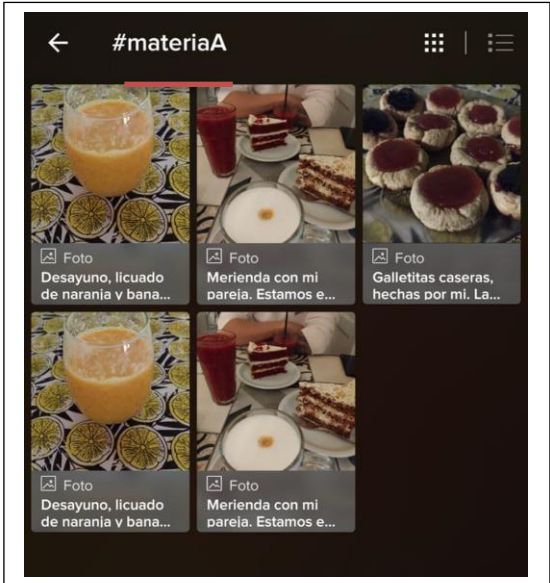 #materiaA
Foto
Desayuno, licuado
de naranja y bana...
Foto
Merienda con mi
pareja. Estamos e...
Foto
Galletitas caseras,
hechas por mi. La...
Foto
Desayuno, licuado
de naranja y bana...
Foto
Merienda con mi
pareja. Estamos e...